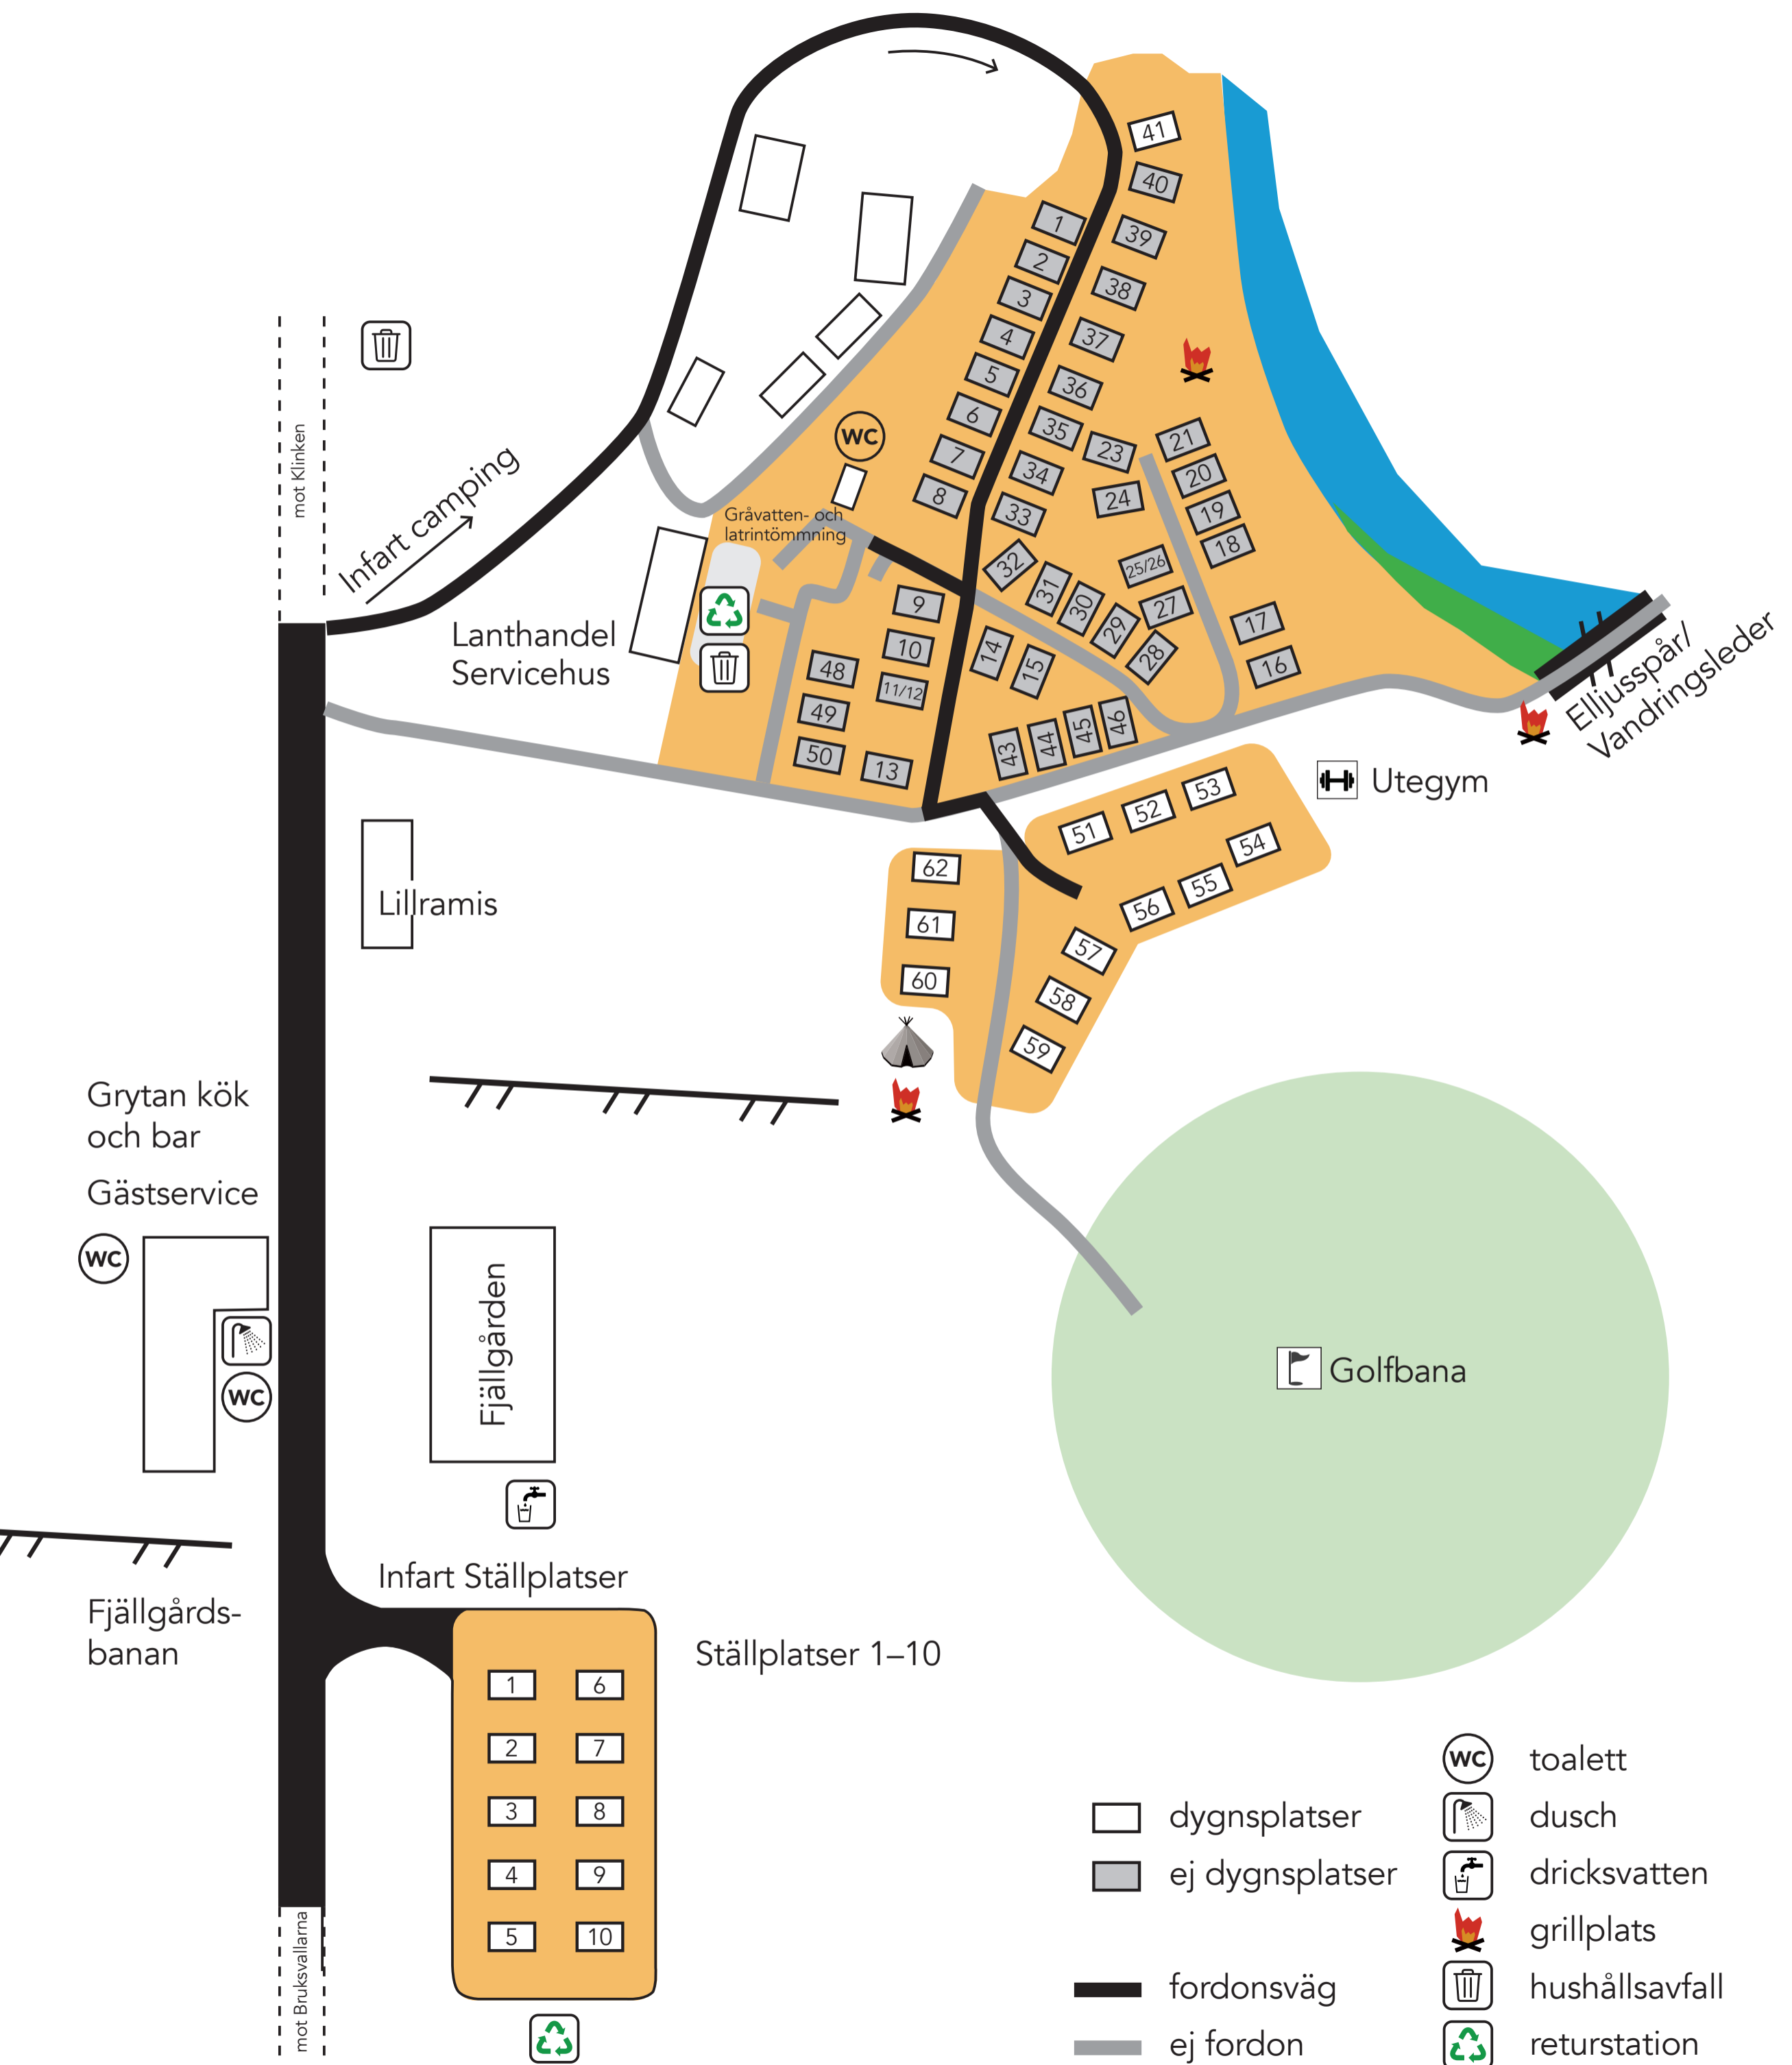 41
40
39
38
37
36
35
34
33
1
2
3
4
5
6
7
8
23
24
21
20
19
18
25/26
27
17
16
32
31
30
29
28
14
15
43
44
45
46
9
10
11/12
13
48
49
50
WC
Gråvatten- och
latrintömmning
mot Klinken
Infart camping
Lanthandel
Servicehus
Elljusspår/
Vandringsleder
Utegym
51
52
53
54
55
56
57
58
59
62
61
60
Lillramis
Grytan kök
och bar
Gästservice
WC
WC
Fjällgården
Golfbana
Infart Ställplatser
Fjällgårds-
banan
Ställplatser 1–10
1
6
2
7
3
8
4
9
5
10
mot Bruksvallarna
dygnsplatser
ej dygnsplatser
fordonsväg
ej fordon
WC
toalett
dusch
dricksvatten
grillplats
hushållsavfall
returstation